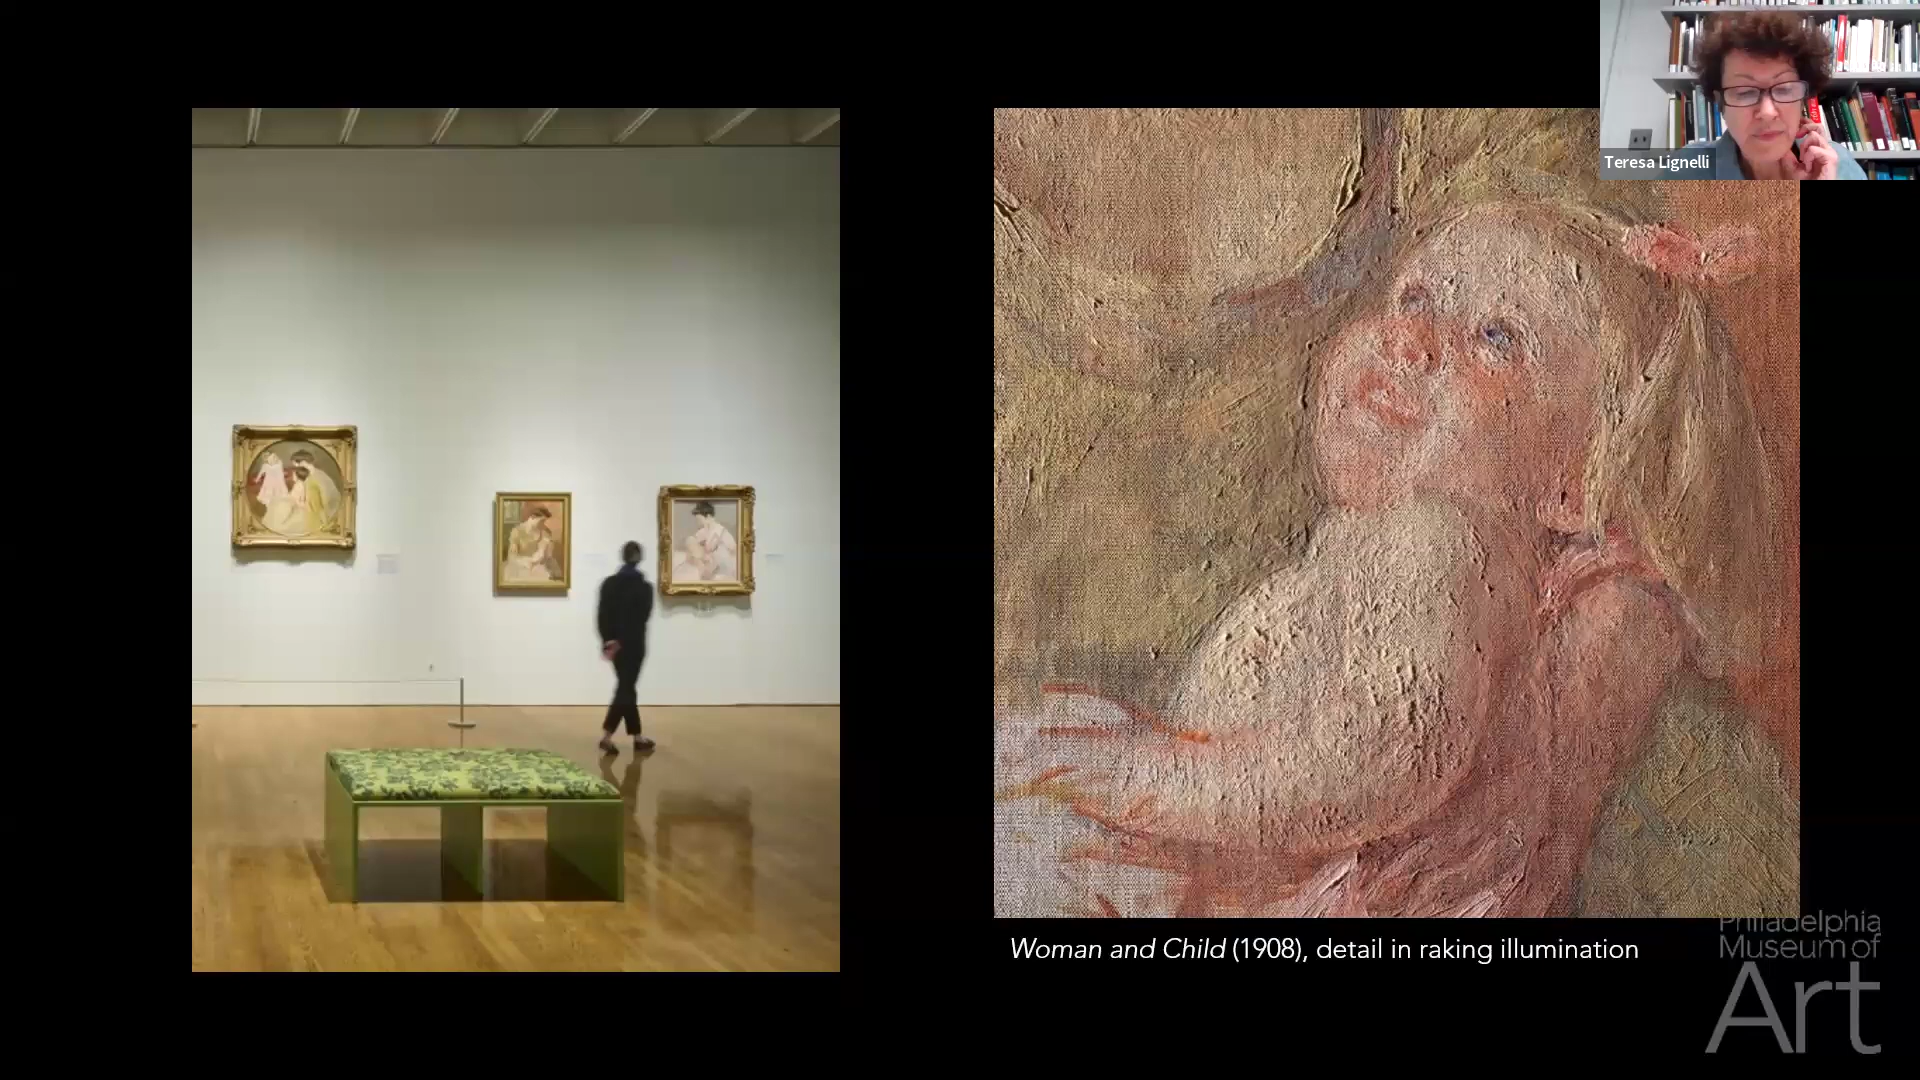 Teresa Lignelli
Woman and Child (1908), detail in raking illumination
Philadelphia
Museum of
Art